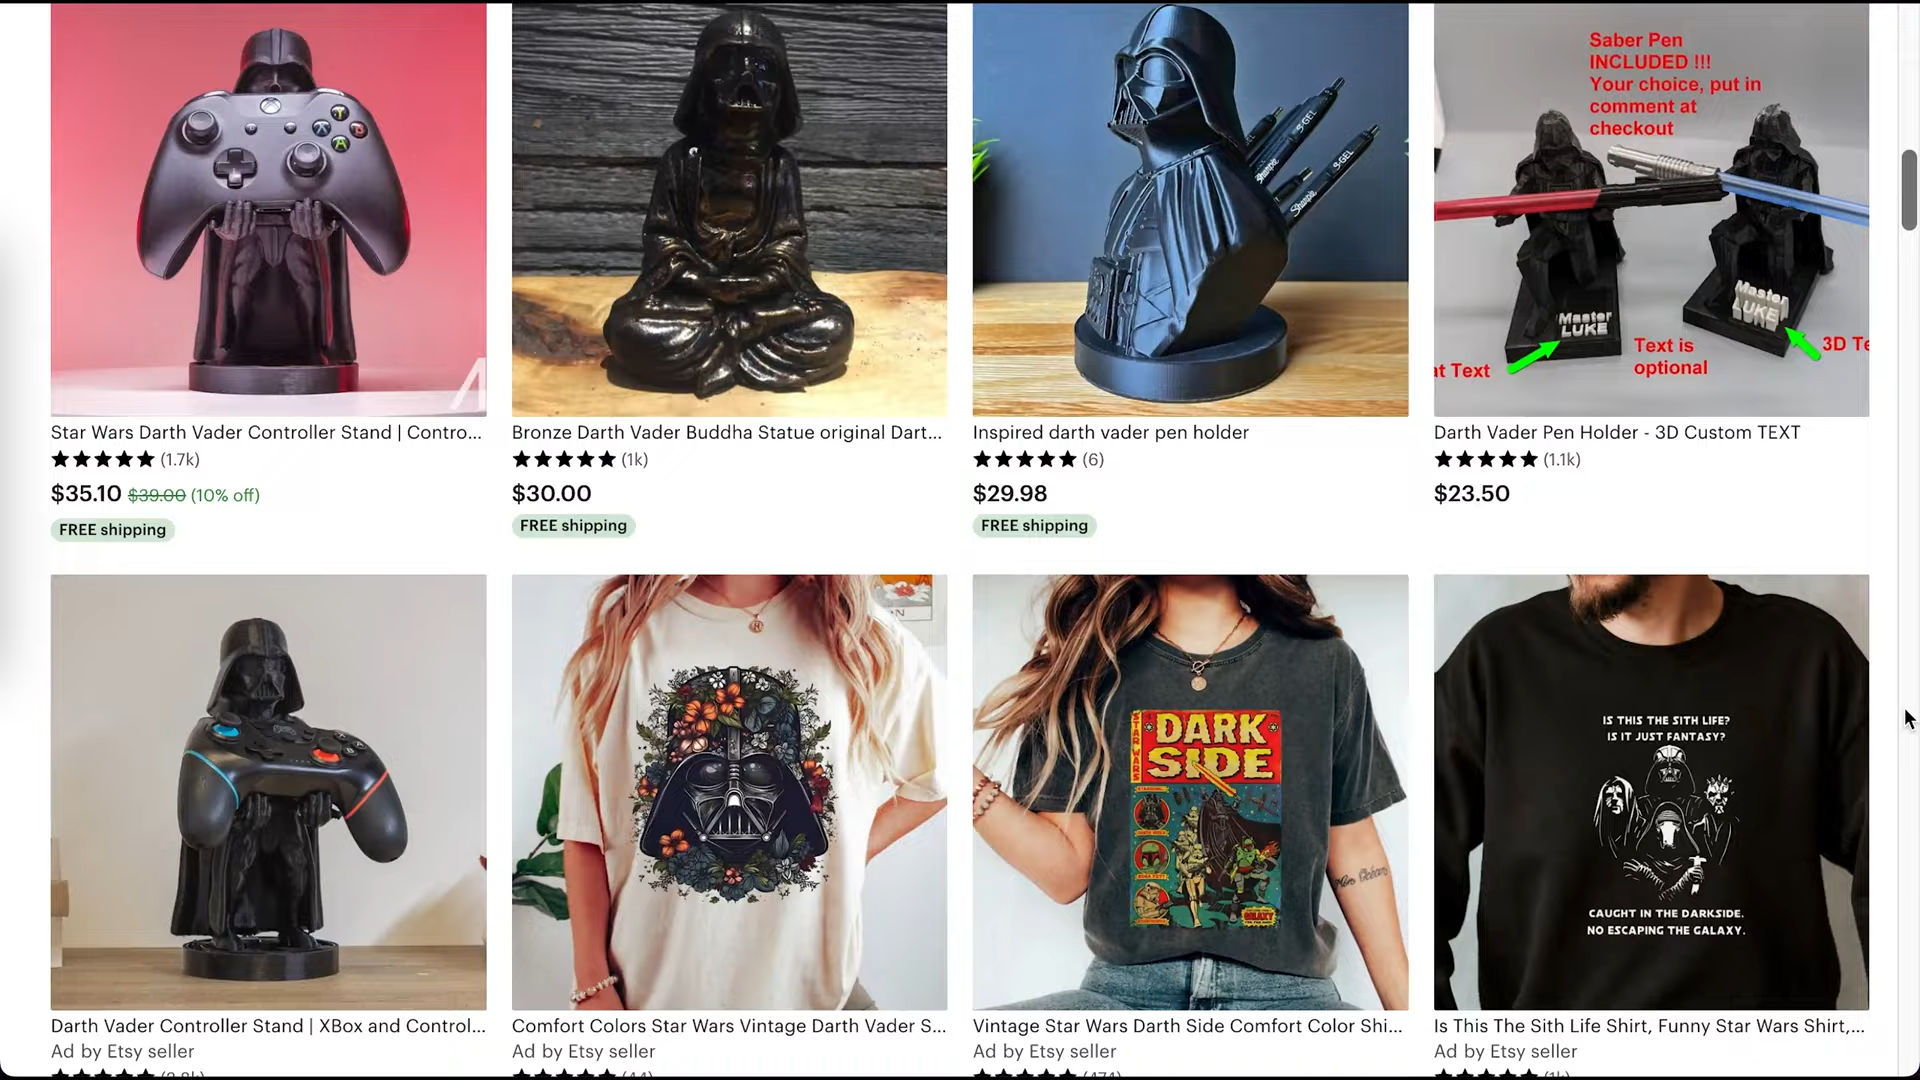 Saber Pen
INCLUDED !!!
Your choice, put in
comment at
checkout
Master
LUKE
Master
LUKE
Text is
optional
at Text
3D Te
Sharpie
S-GEL
Sharpie
S-GEL
Star Wars Darth Vader Controller Stand | Contro...
(1.7k)
$35.10 $39.00 (10% off)
FREE shipping
Bronze Darth Vader Buddha Statue original Dart...
(1k)
$30.00
FREE shipping
Inspired darth vader pen holder
(6)
$29.98
FREE shipping
Darth Vader Pen Holder - 3D Custom TEXT
(1.1k)
$23.50
STAR WARS
DARK
SIDE
GALAXY
IS THIS THE SITH LIFE?
IS IT JUST FANTASY?
CAUGHT IN THE DARKSIDE.
NO ESCAPING THE GALAXY.
Darth Vader Controller Stand | XBox and Control...
Ad by Etsy seller
Comfort Colors Star Wars Vintage Darth Vader S...
Ad by Etsy seller
Vintage Star Wars Darth Side Comfort Color Shi...
Ad by Etsy seller
Is This The Sith Life Shirt, Funny Star Wars Shirt,...
Ad by Etsy seller